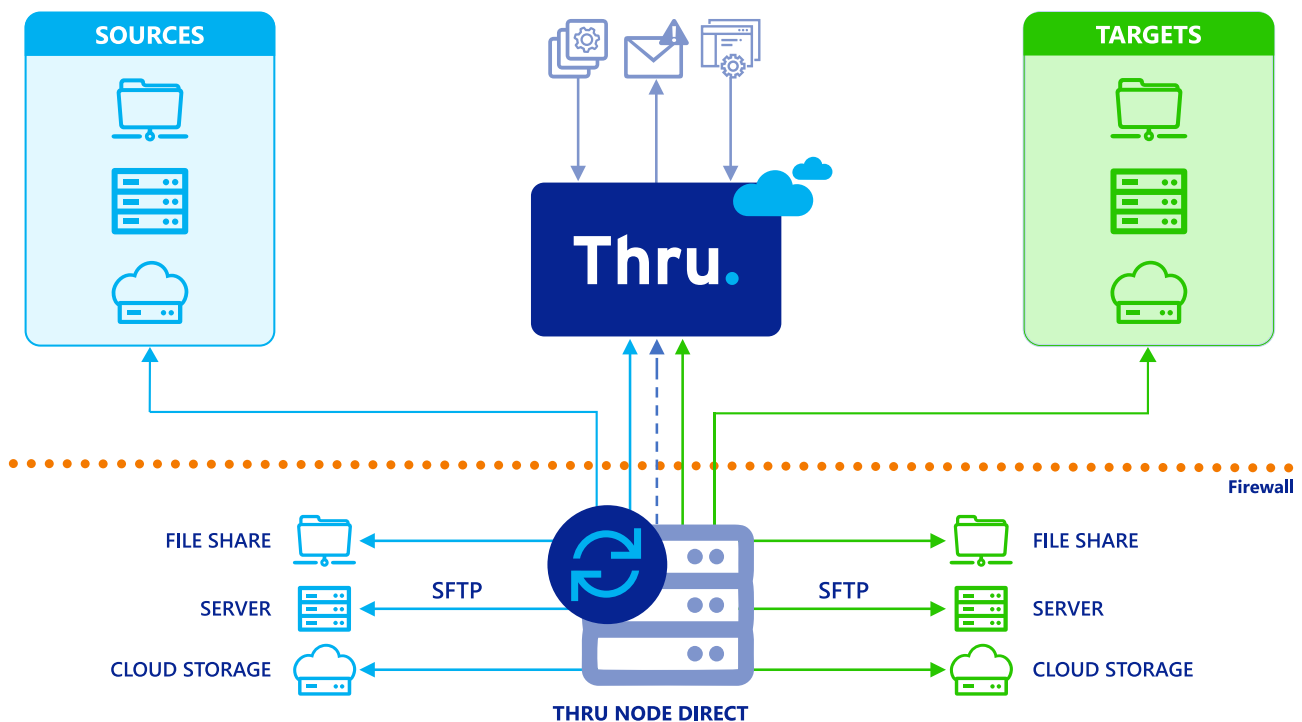 SOURCES
TARGETS
Thru.
Firewall
FILE SHARE
FILE SHARE
SFTP
SFTP
SERVER
SERVER
CLOUD STORAGE
CLOUD STORAGE
THRU NODE DIRECT